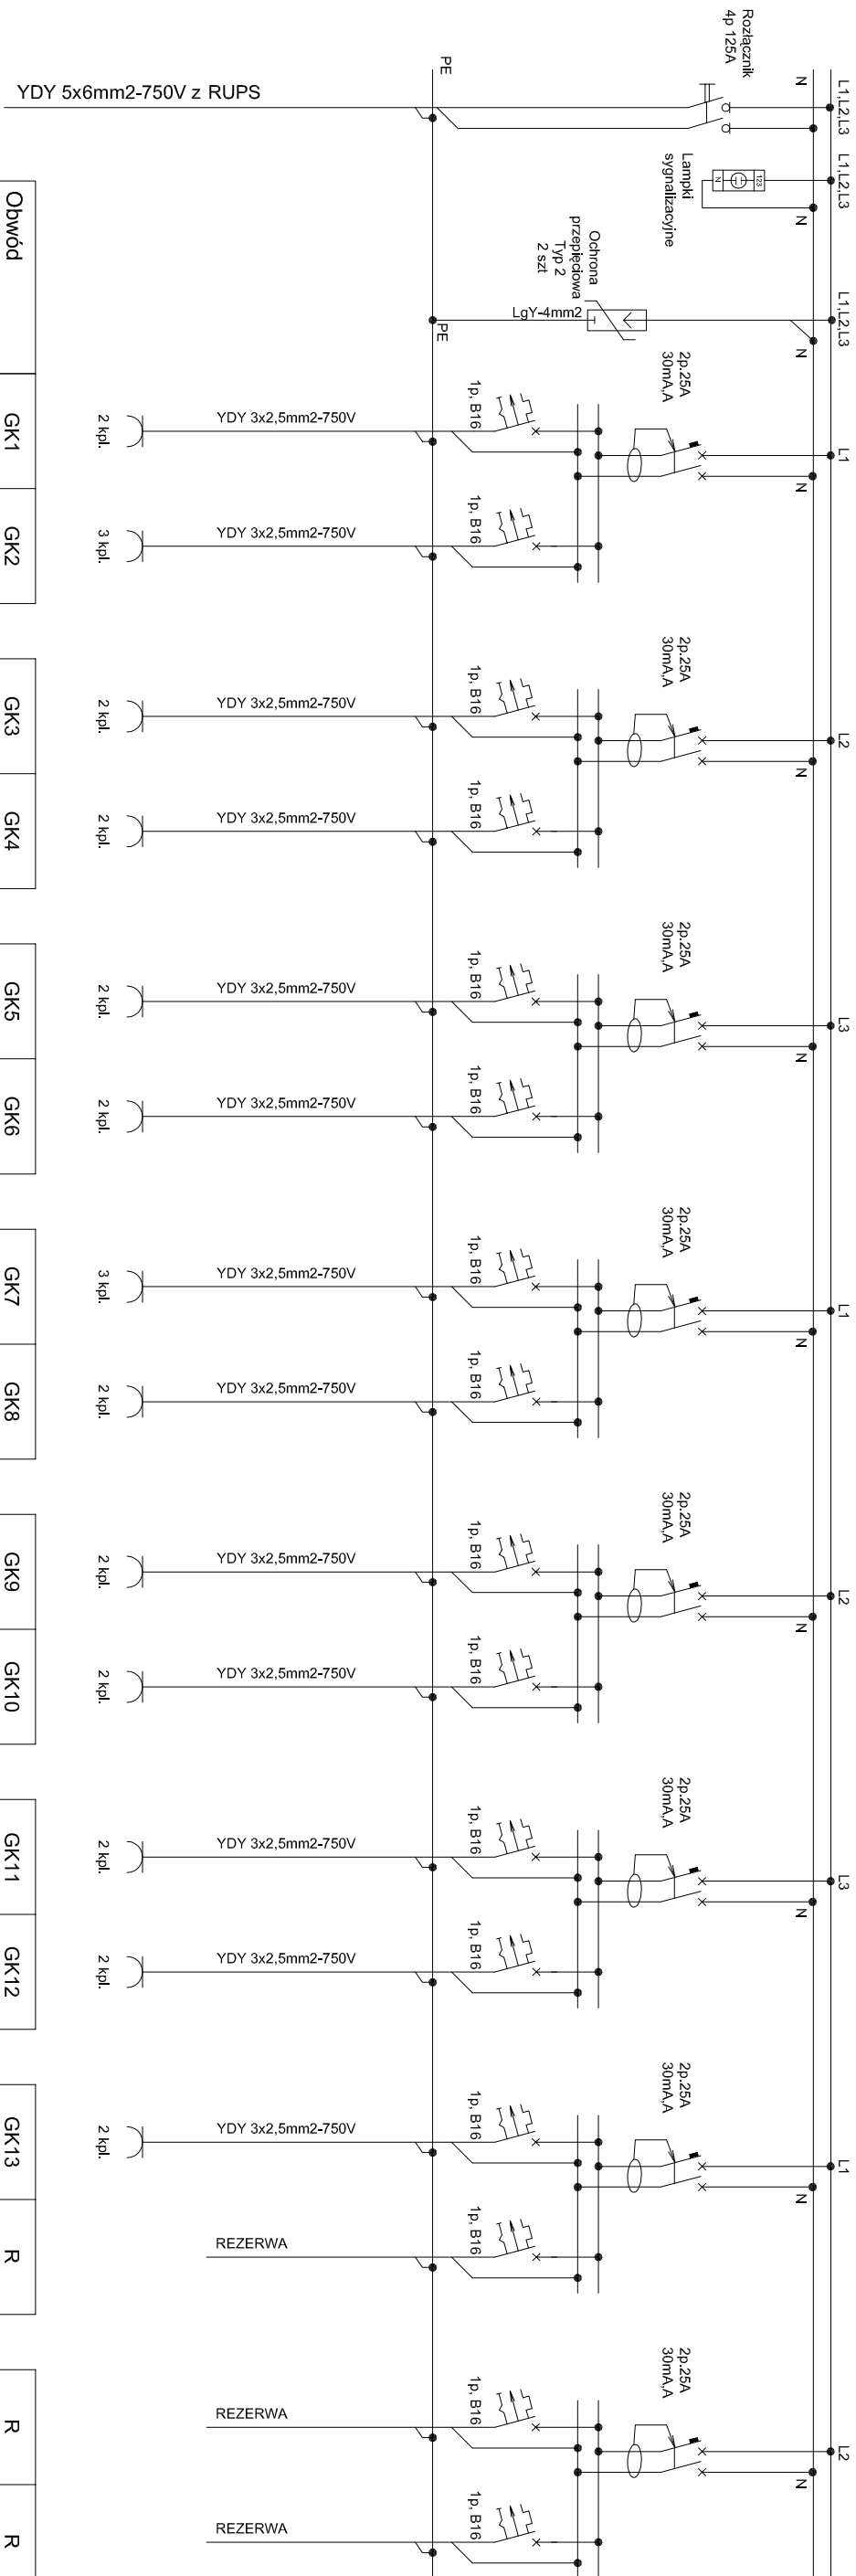 Rozłącznik
4p 125A
L1,L2,L3
N
PE
YDY 5x6mm2-750V z RUPS
L1,L2,L3
N
Lampki
sygnalizacyjne
123
N
L1,L2,L3
N
Ochrona
przepięciowa
Typ 2
2 szt
LgY-4mm2
PE
Obwód
L1
N
2p.25A
30mA,A
1p, B16
YDY 3x2,5mm2-750V
2 kpl.
GK1
1p, B16
YDY 3x2,5mm2-750V
3 kpl.
GK2
L2
N
2p.25A
30mA,A
1p, B16
YDY 3x2,5mm2-750V
2 kpl.
GK3
1p, B16
YDY 3x2,5mm2-750V
2 kpl.
GK4
L3
N
2p.25A
30mA,A
1p, B16
YDY 3x2,5mm2-750V
2 kpl.
GK5
1p, B16
YDY 3x2,5mm2-750V
2 kpl.
GK6
L1
N
2p.25A
30mA,A
1p, B16
YDY 3x2,5mm2-750V
3 kpl.
GK7
1p, B16
YDY 3x2,5mm2-750V
2 kpl.
GK8
L2
N
2p.25A
30mA,A
1p, B16
YDY 3x2,5mm2-750V
2 kpl.
GK9
1p, B16
YDY 3x2,5mm2-750V
2 kpl.
GK10
L3
N
2p.25A
30mA,A
1p, B16
YDY 3x2,5mm2-750V
2 kpl.
GK11
1p, B16
YDY 3x2,5mm2-750V
2 kpl.
GK12
L1
N
2p.25A
30mA,A
1p, B16
YDY 3x2,5mm2-750V
2 kpl.
GK13
1p, B16
REZERWA
R
L2
N
2p.25A
30mA,A
1p, B16
REZERWA
R
1p, B16
REZERWA
R